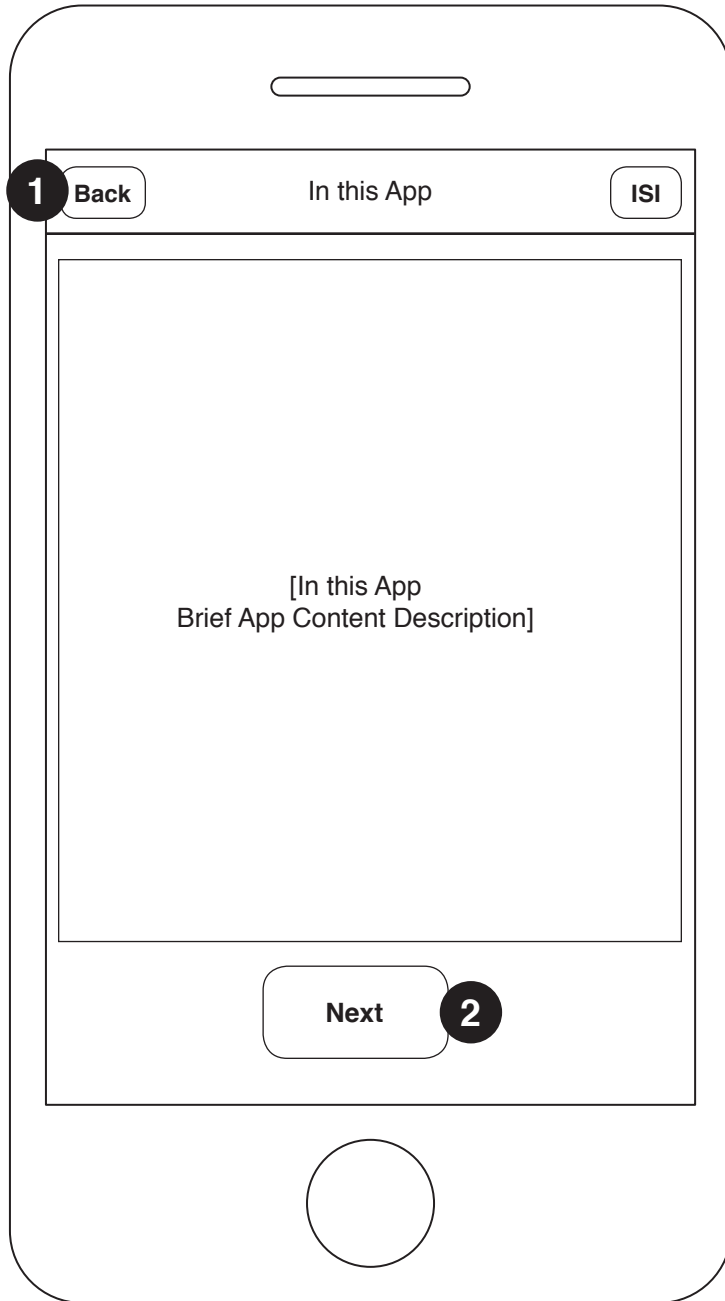 1 Back In this App ISI
[In this App
Brief App Content Description]
Next 2